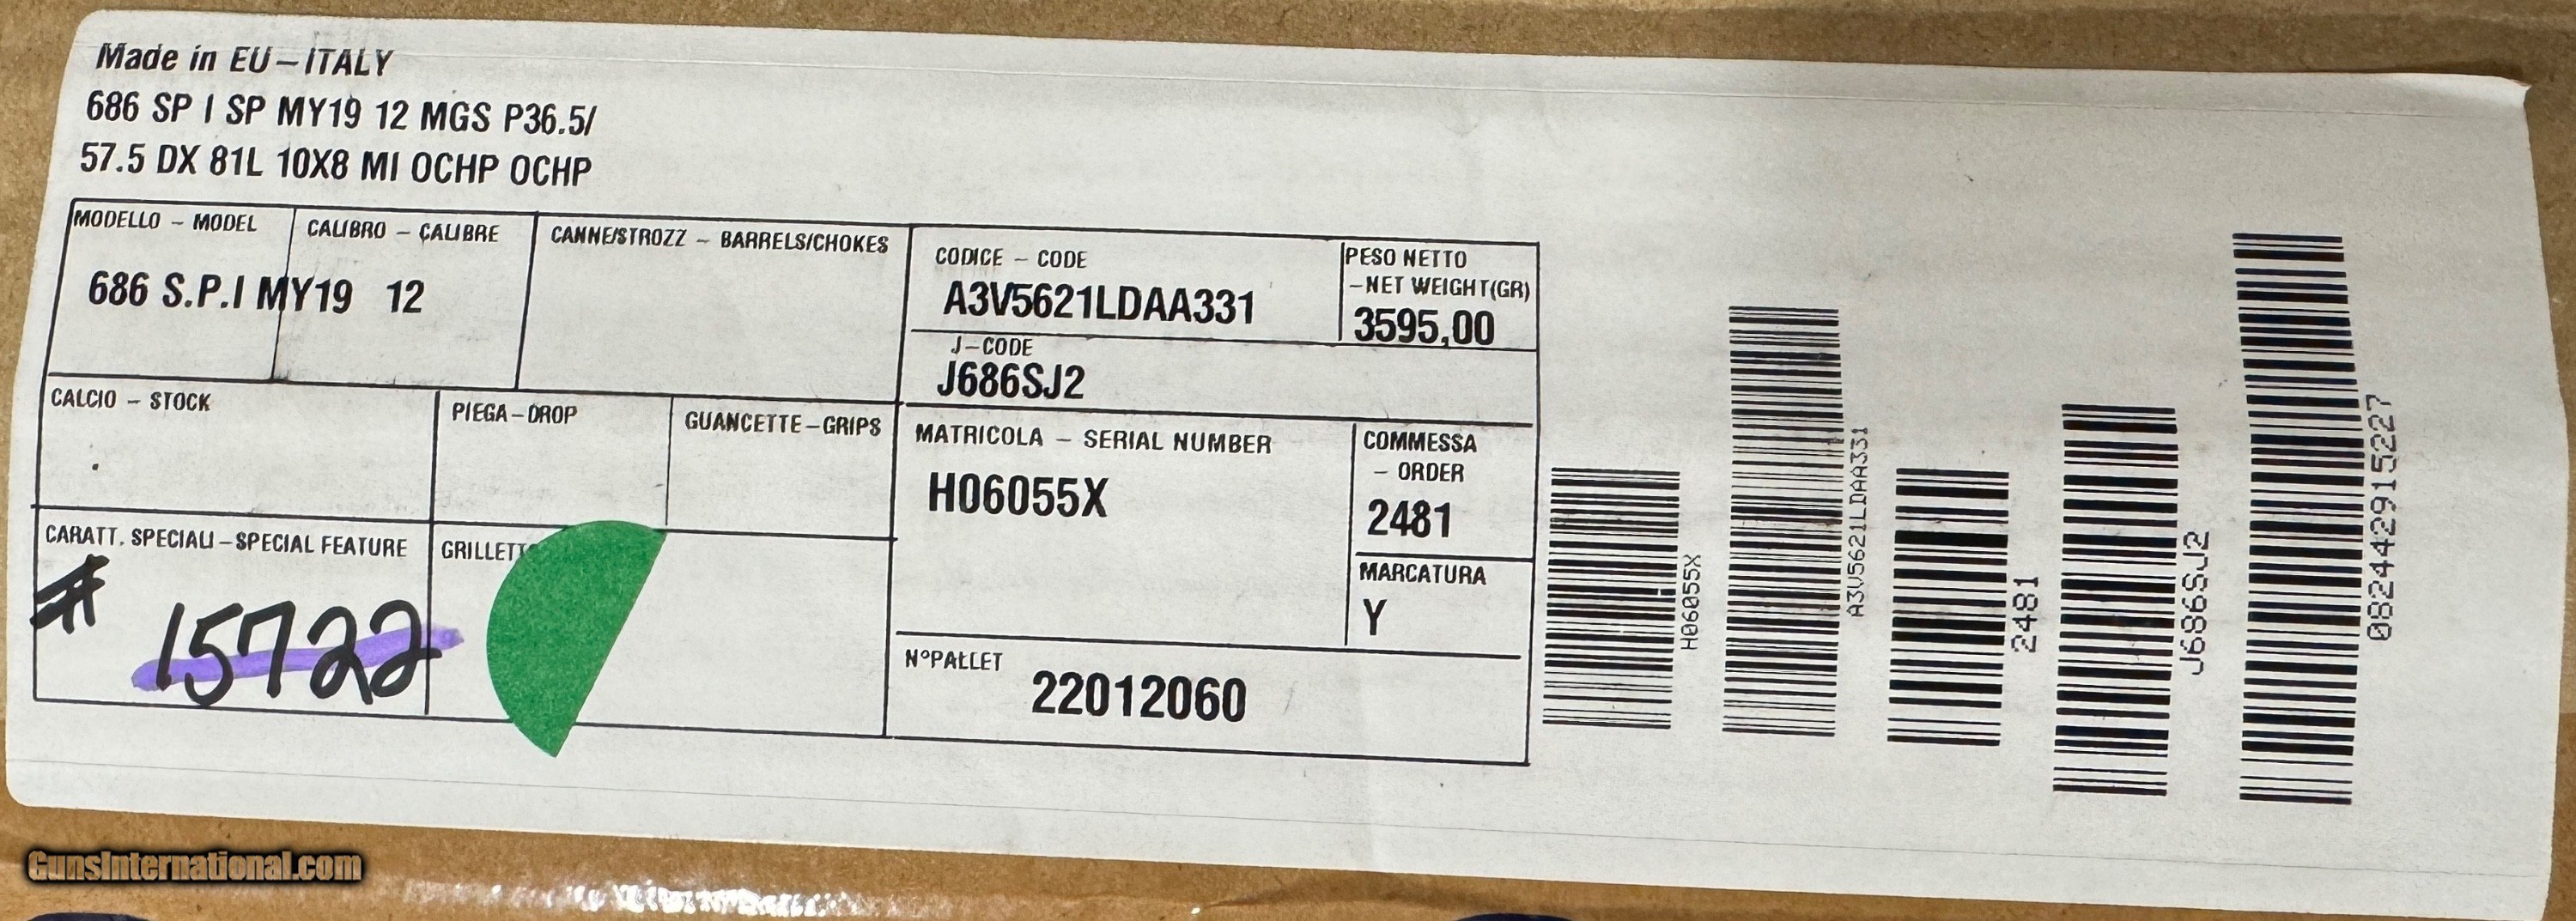 Made in EU – ITALY
686 SP I SP MY19 12 MGS P36.5/
57.5 DX 81L 10X8 MI OCHP OCHP
MODELLO – MODEL
CALIBRO – CALIBRE
CANNE/STROZZ – BARRELS/CHOKES
686 S.P.I MY19 12
CODICE – CODE
A3V5621LDAA331
PESO NETTO
–NET WEIGHT(GR)
3595,00
J–CODE
J686SJ2
CALCIO – STOCK
PIEGA–DROP
GUANCETTE–GRIPS
MATRICOLA – SERIAL NUMBER
H06055X
COMMESSA
– ORDER
2481
MARCATURA
Y
CARATT. SPECIALI–SPECIAL FEATURE
# 15722
N°PALLET
22012060
H06055X
A3V5621LDAA331
2481
J686SJ2
082442915227
GunsInternational.com